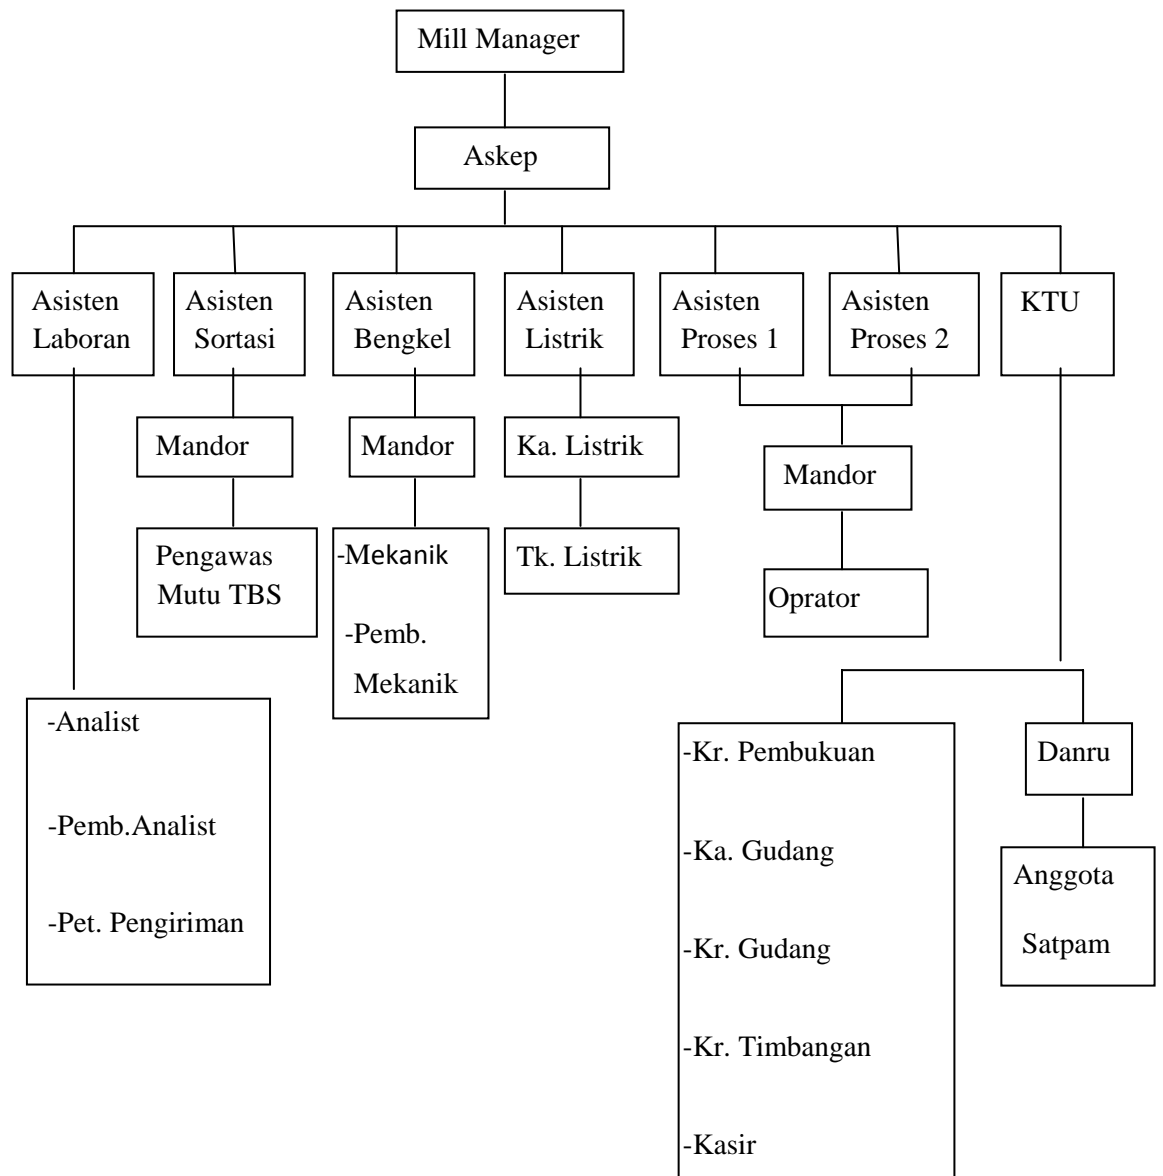 Mill Manager
Askep
Asisten
Laboran
Asisten
Sortasi
Asisten
Bengkel
Asisten
Listrik
Asisten
Proses 1
Asisten
Proses 2
KTU
Mandor
Mandor
Ka. Listrik
Mandor
Pengawas
Mutu TBS
-Mekanik
-Pemb.
Mekanik
Tk. Listrik
Oprator
-Analist
-Pemb.Analist
-Pet. Pengiriman
-Kr. Pembukuan
-Ka. Gudang
-Kr. Gudang
-Kr. Timbangan
-Kasir
Danru
Anggota
Satpam